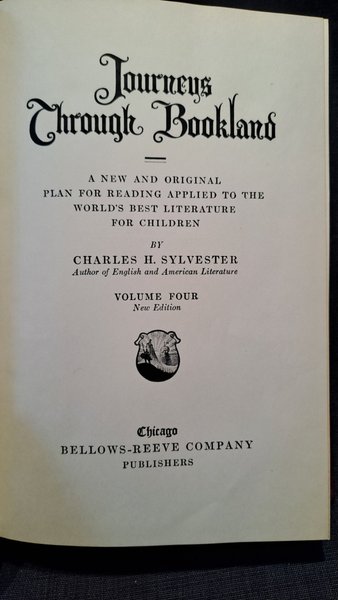 Journeys
Through Bookland
A NEW AND ORIGINAL
PLAN FOR READING APPLIED TO THE
WORLD'S BEST LITERATURE
FOR CHILDREN
BY
CHARLES H. SYLVESTER
Author of English and American Literature
VOLUME FOUR
New Edition
Chicago
BELLOWS-REEVE COMPANY
PUBLISHERS